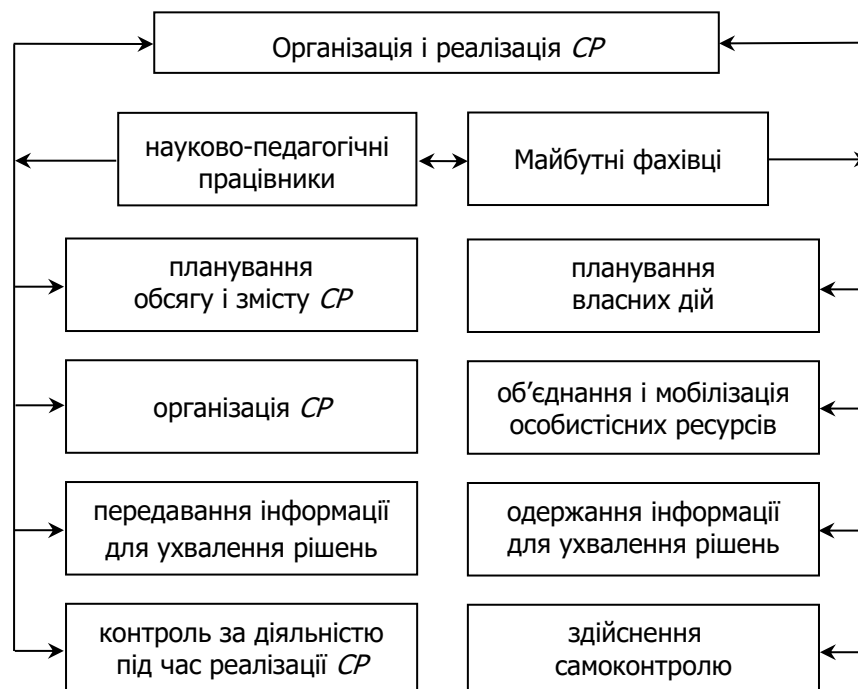 Організація і реалізація СР
науково-педагогічні
працівники
Майбутні фахівці
планування
обсягу і змісту СР
планування
власних дій
організація СР
об’єднання і мобілізація
особистісних ресурсів
передавання інформації
для ухвалення рішень
одержання інформації
для ухвалення рішень
контроль за діяльністю
під час реалізації СР
здійснення
самоконтролю